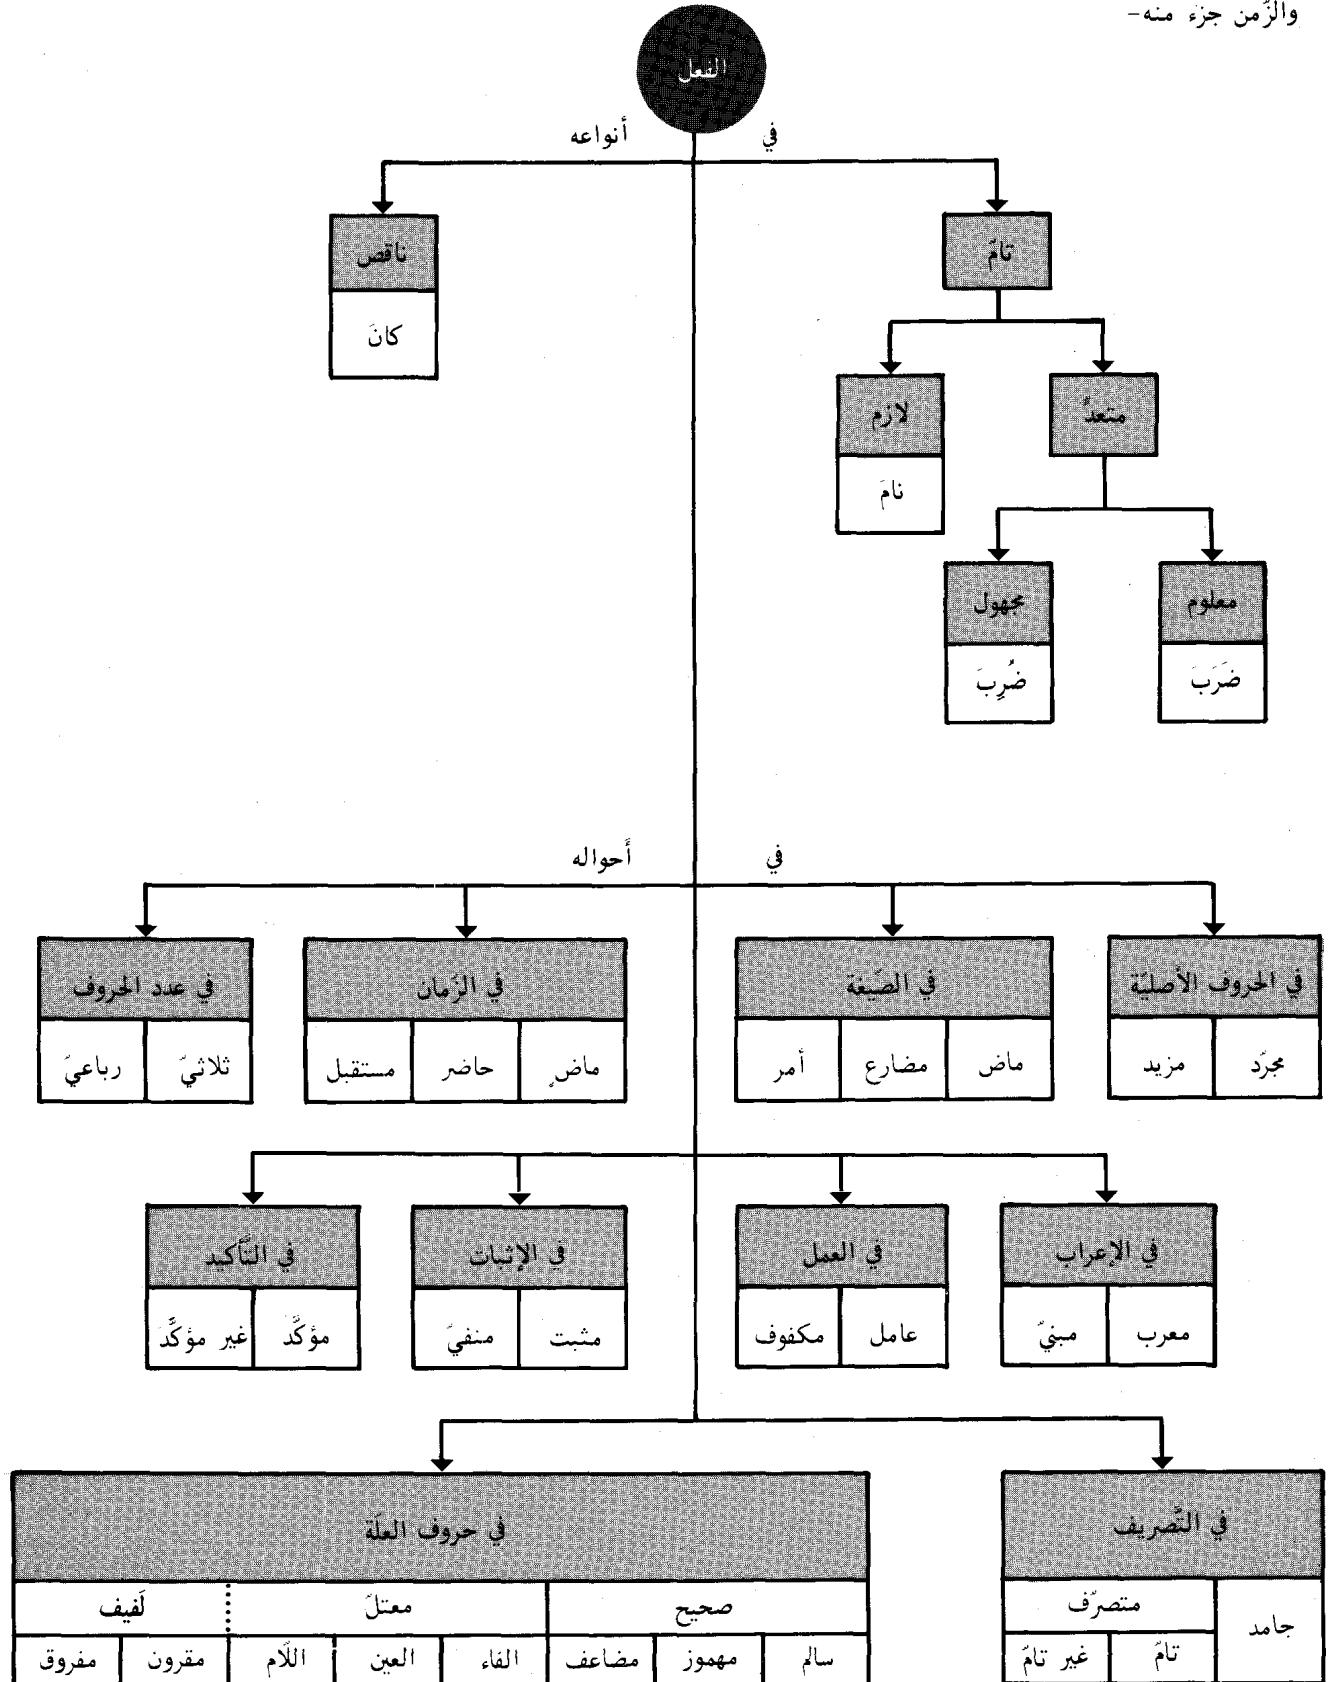 والزّمن جزء منه-
الفعل
في أنواعه
تامّ ناقص
كانَ
متعدٍّ لازم
نامَ
معلوم مجهول
ضَرَبَ ضُرِبَ
في أحواله
في الحروف الأصليّة في الصّيغة في الزّمان في عدد الحروف
مجرّد مزيد ماض مضارع أمر ماضٍ حاضر مستقبل ثلاثيّ رباعيّ
في الإعراب في العمل في الإثبات في التّأكيد
معرب مبنيّ عامل مكفوف مثبت منفيّ مؤكَّد غير مؤكَّد
في التَّصريف في حروف العلّة
جامد متصرّف صحيح معتلّ لَفيف
تامّ غير تامّ سالم مهموز مضاعف الفاء العين اللّام مقرون مفروق